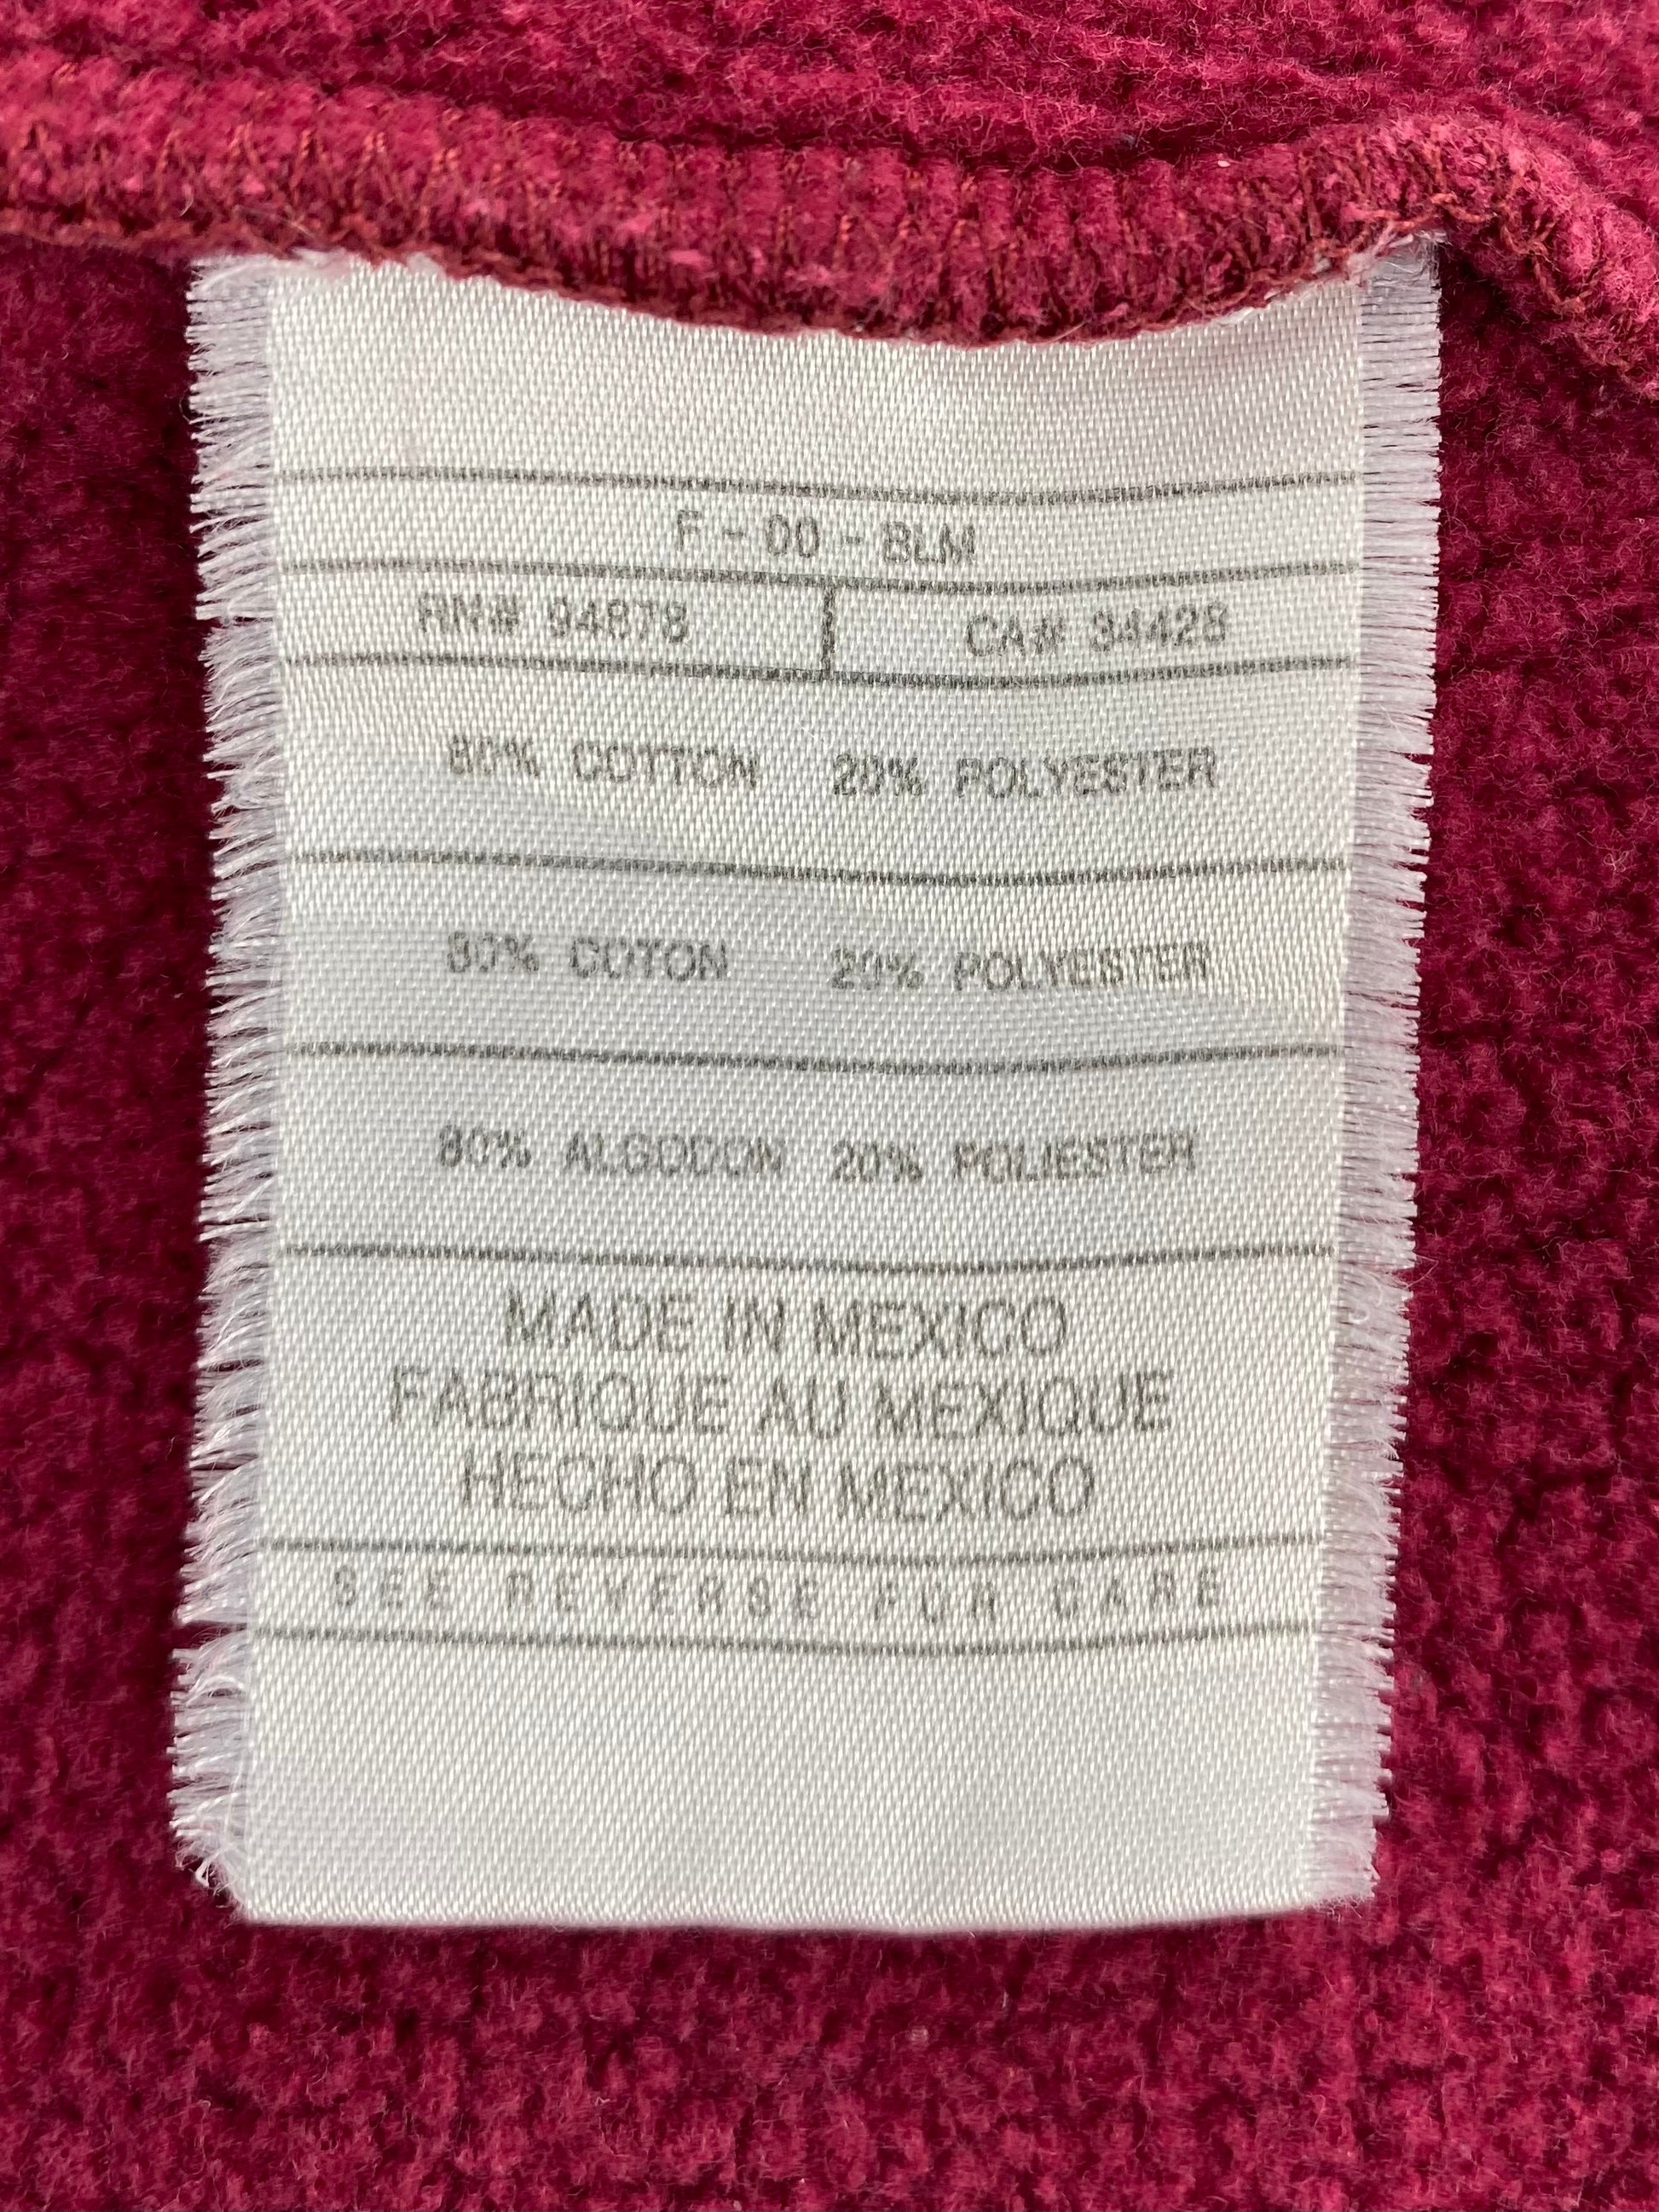 F - 00 - BLM
RN# 94878 CA# 34428
80% COTTON 20% POLYESTER
80% COTON 20% POLYESTER
80% ALGODON 20% POLIESTER
MADE IN MEXICO
FABRIQUE AU MEXIQUE
HECHO EN MEXICO
SEE REVERSE FOR CARE